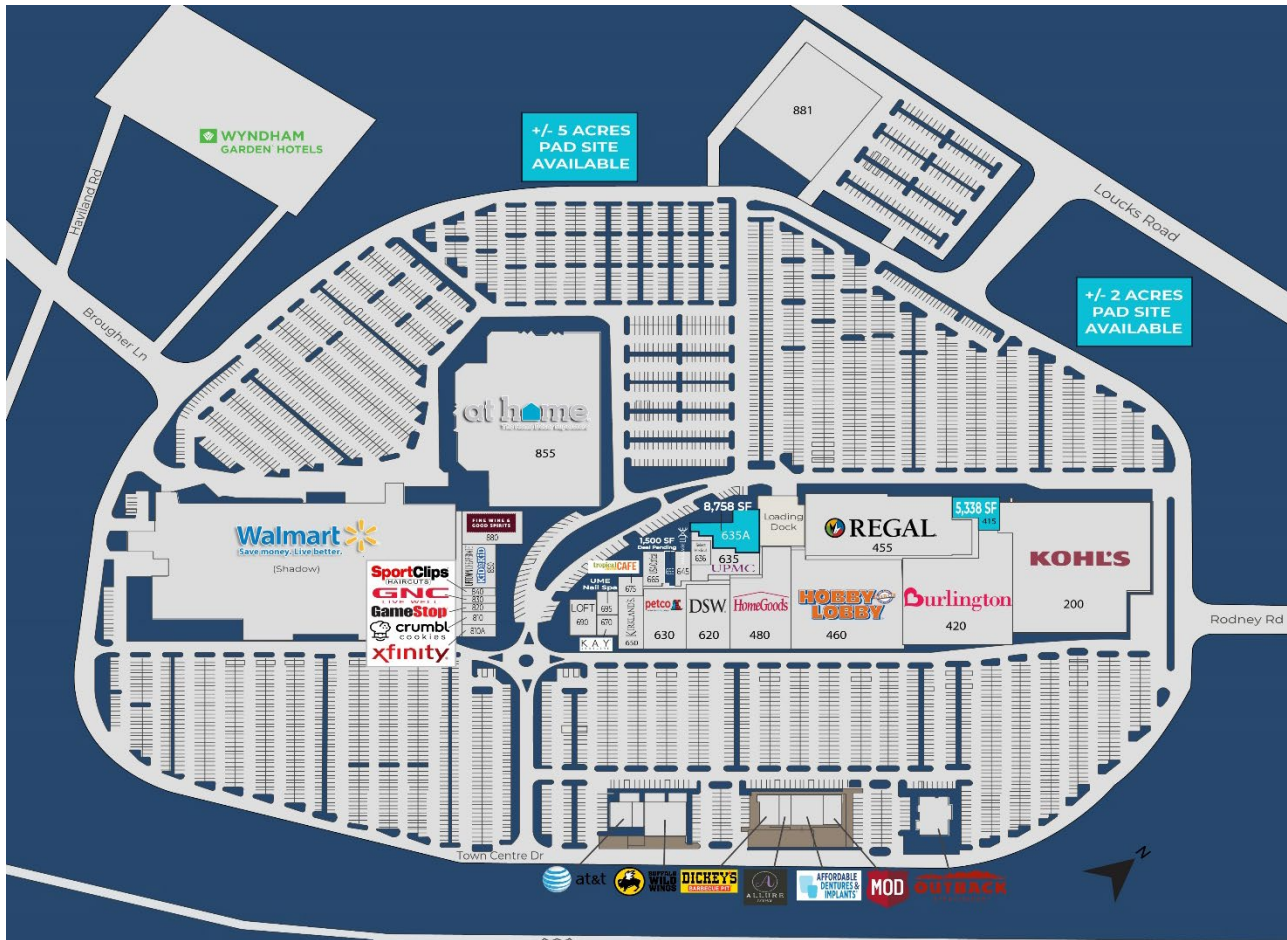 WYNDHAM
GARDEN HOTELS
+/- 5 ACRES
PAD SITE
AVAILABLE
881
Haviland Rd
Loucks Road
+/- 2 ACRES
PAD SITE
AVAILABLE
Brougher Ln
at home
855
8,758 SF
635A
Loading
Dock
REGAL
455
5,338 SF
415
FINE WINE &
GOOD SPIRITS
880
Walmart
Save money. Live better.
(Shadow)
1,500 SF
Deal Pending
tropical CAFE
665
645
636
635
UPMC
KOHL'S
200
850
SportClips
(HAIRCUTS)
840
GNC
LIVE WELL
830
GameStop
820
crumbl
cookies
810
xfinity
810A
UME
Nail Spa
675
LOFT
690
695
670
KAY
KIRKLANDS
650
petco
630
DSW
620
HomeGoods
480
HOBBY
LOBBY
460
Burlington
420
Rodney Rd
Town Centre Dr
at&t
BUFFALO
WILD
WINGS
DICKEY'S
BARBECUE PIT
ALLURE
AFFORDABLE
DENTURES &
IMPLANTS
MOD
OUTBACK
N